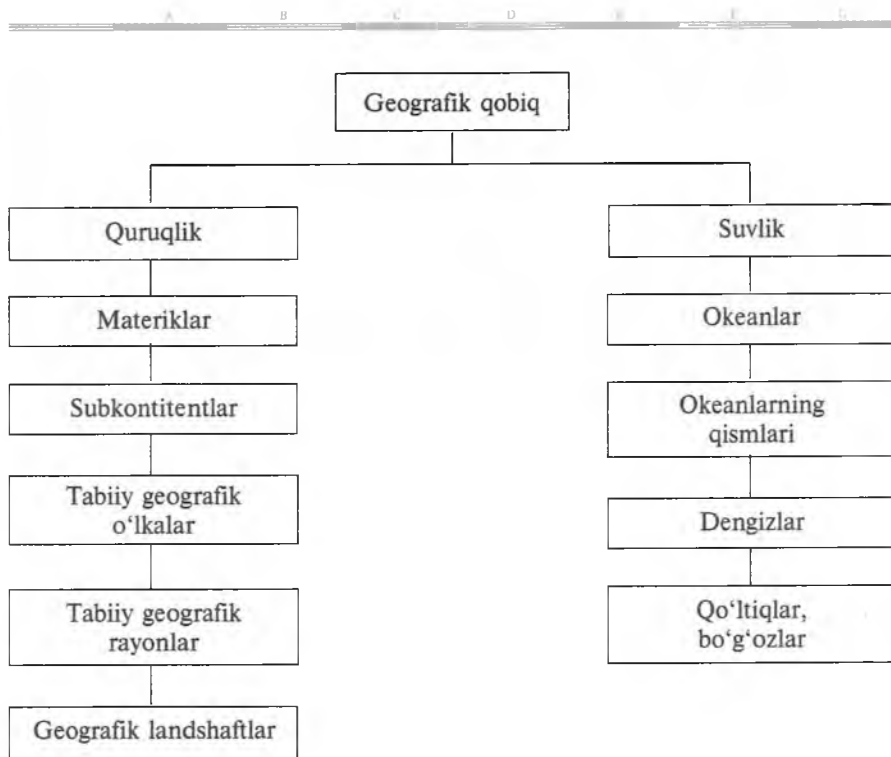 A B C D E F G
Geografik qobiq
Quruqlik
Materiklar
Subkontitentlar
Tabiiy geografik
o‘lkalar
Tabiiy geografik
rayonlar
Geografik landshaftlar
Suvlik
Okeanlar
Okeanlarning
qismlari
Dengizlar
Qo‘ltiqlar,
bo‘g‘ozlar